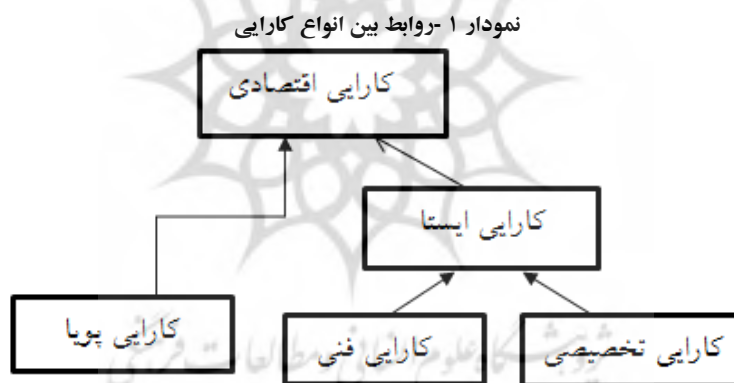 نمودار ۱ -روابط بین انواع کارایی
کارایی اقتصادی
کارایی ایستا
کارایی تخصیصی
کارایی فنی
کارایی پویا